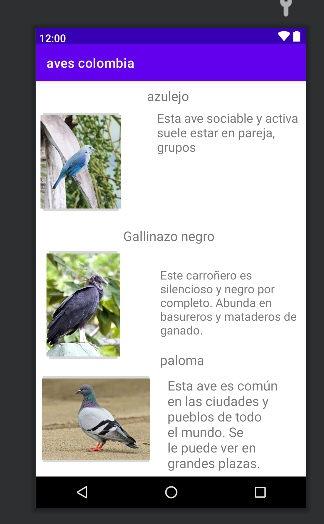 12:00
aves colombia
azulejo
Esta ave sociable y activa
suele estar en pareja,
grupos
Gallinazo negro
Este carroñero es
silencioso y negro por
completo. Abunda en
basureros y mataderos de
ganado.
paloma
Esta ave es común
en las ciudades y
pueblos de todo
el mundo. Se
le puede ver en
grandes plazas.